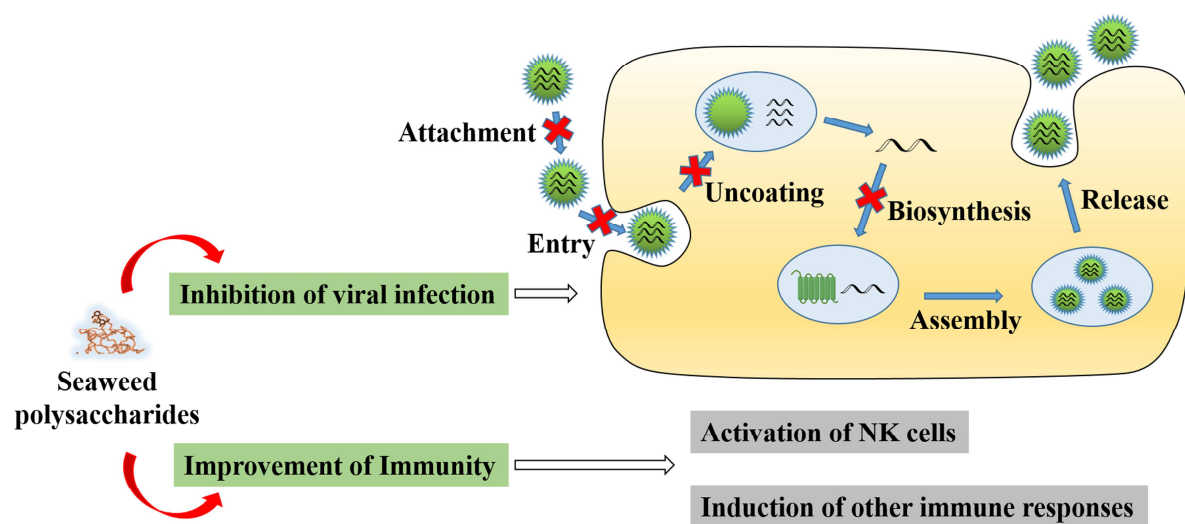 Attachment
Entry
Uncoating
Biosynthesis
Release
Assembly
Inhibition of viral infection
Seaweed
polysaccharides
Improvement of Immunity
Activation of NK cells
Induction of other immune responses